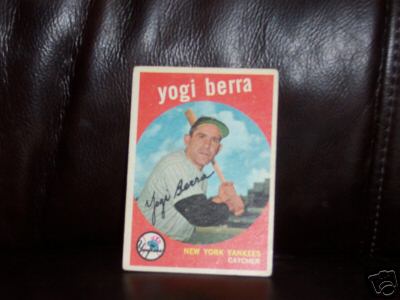 yogi berra
Yogi Berra
NEW YORK YANKEES
CATCHER